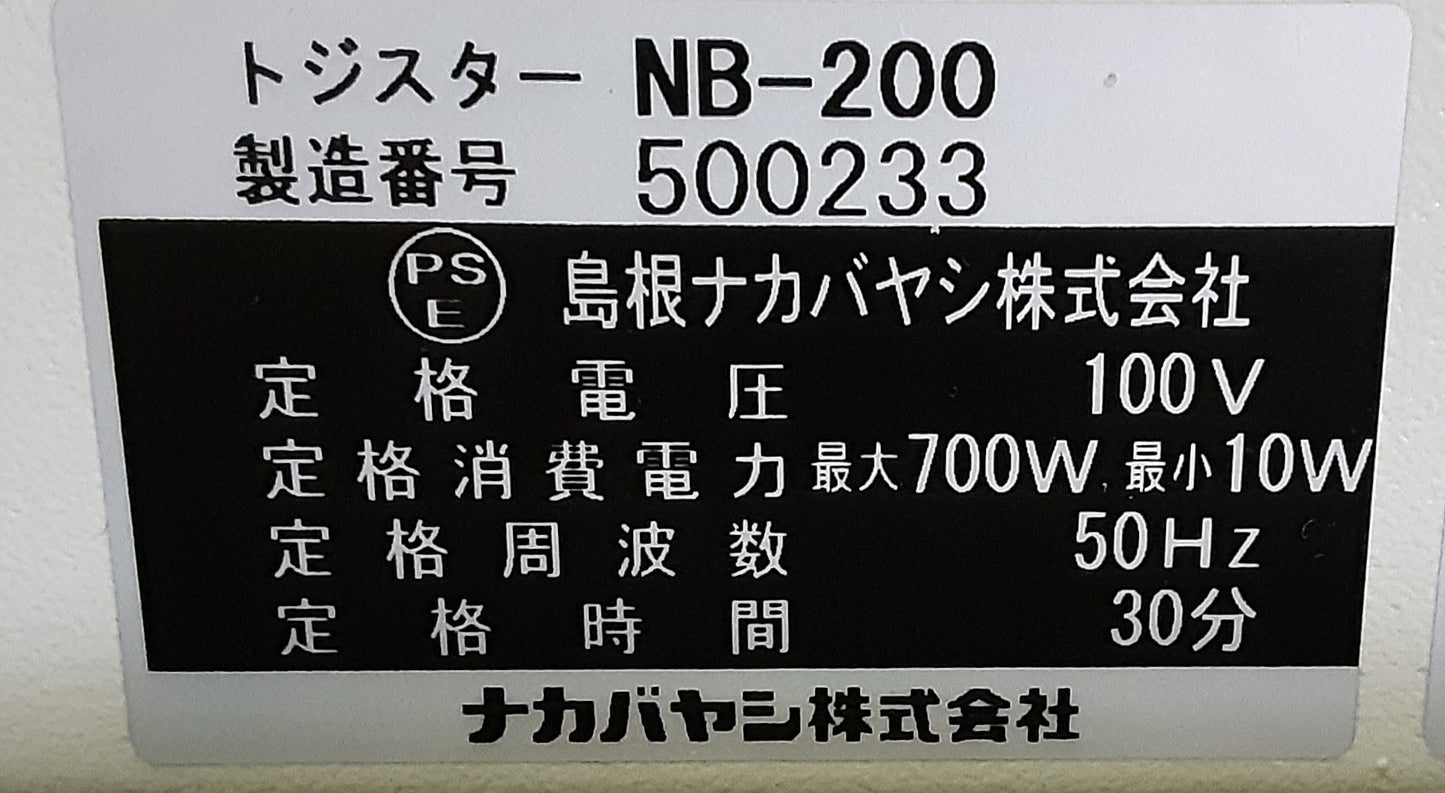 トジスター NB-200
製造番号 500233
PSE 島根ナカバヤシ株式会社
定格電圧 100V
定格消費電力 最大700W, 最小10W
定格周波数 50Hz
定格時間 30分
ナカバヤシ株式会社